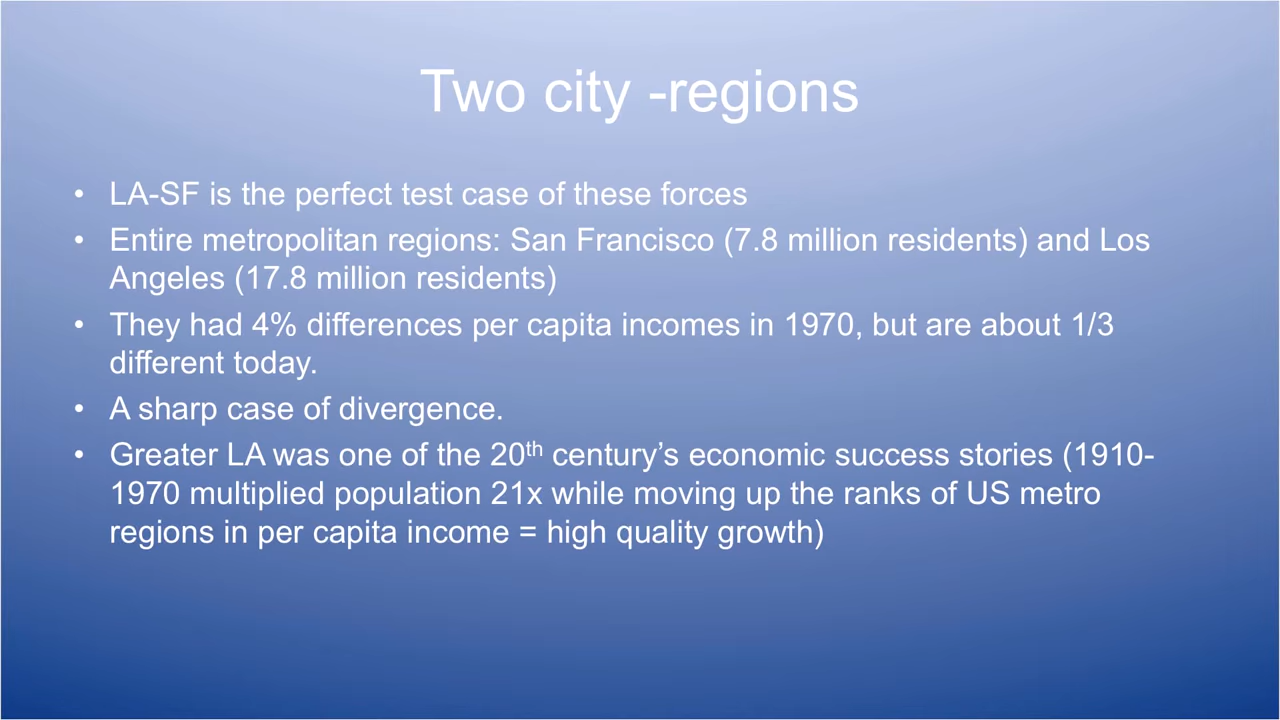 Two city -regions
• LA-SF is the perfect test case of these forces
• Entire metropolitan regions: San Francisco (7.8 million residents) and Los
Angeles (17.8 million residents)
• They had 4% differences per capita incomes in 1970, but are about 1/3
different today.
• A sharp case of divergence.
• Greater LA was one of the 20th century’s economic success stories (1910-
1970 multiplied population 21x while moving up the ranks of US metro
regions in per capita income = high quality growth)